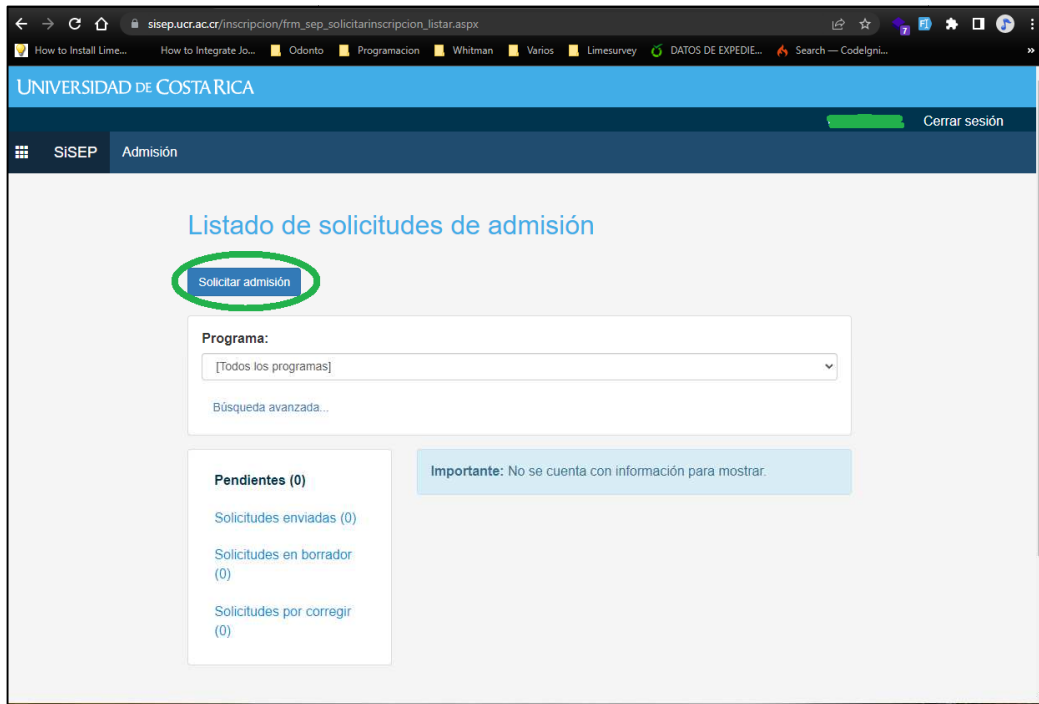 sisep.ucr.ac.cr/inscripcion/frm_sep_solicitarinscripcion_listar.aspx
7
FI
How to Install Lime...
How to Integrate Jo...
Odonto
Programacion
Whitman
Varios
Limesurvey
DATOS DE EXPEDIE...
Search — CodeIgni...
»
UNIVERSIDAD DE COSTA RICA
Cerrar sesión
SiSEP
Admisión
Listado de solicitudes de admisión
Solicitar admisión
Programa:
[Todos los programas]
Búsqueda avanzada...
Pendientes (0)
Importante: No se cuenta con información para mostrar.
Solicitudes enviadas (0)
Solicitudes en borrador
(0)
Solicitudes por corregir
(0)